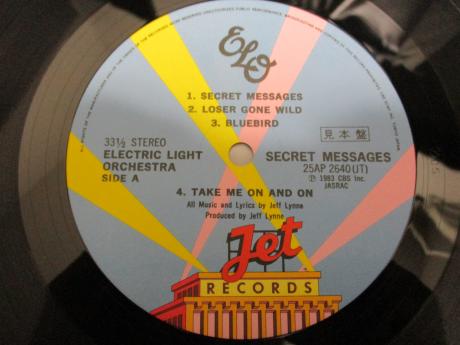 ELO
1. SECRET MESSAGES
2. LOSER GONE WILD
3. BLUEBIRD
33⅓ STEREO
ELECTRIC LIGHT
ORCHESTRA
SIDE A
見本盤
SECRET MESSAGES
25AP 2640(UT)
Ⓟ 1983 CBS Inc.
JASRAC
4. TAKE ME ON AND ON
All Music and Lyrics by Jeff Lynne
Produced by Jeff Lynne
Jet
RECORDS